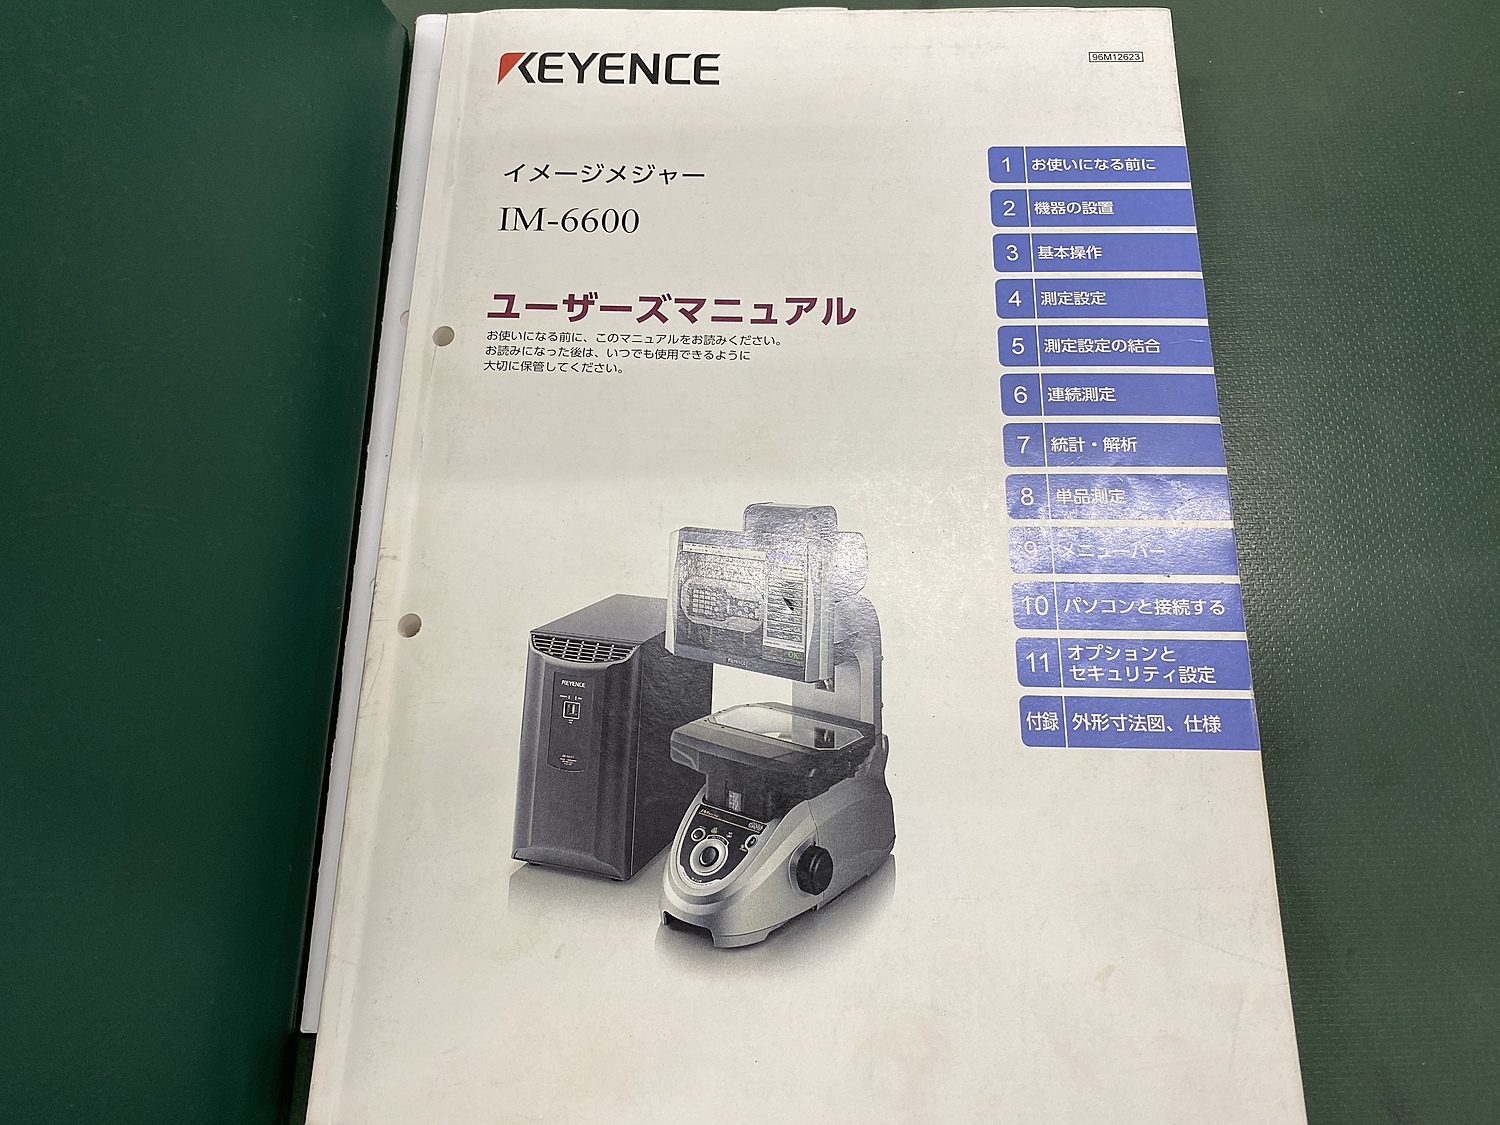 KEYENCE
96M12623
イメージメジャー
IM-6600
ユーザーズマニュアル
お使いになる前に、このマニュアルをお読みください。
お読みになった後は、いつでも使用できるように
大切に保管してください。
1 お使いになる前に
2 機器の設置
3 基本操作
4 測定設定
5 測定設定の結合
6 連続測定
7 統計・解析
8 単品測定
9 メニューバー
10 パソコンと接続する
11 オプションと
セキュリティ設定
付録 外形寸法図、仕様
KEYENCE
KEYENCE
OK